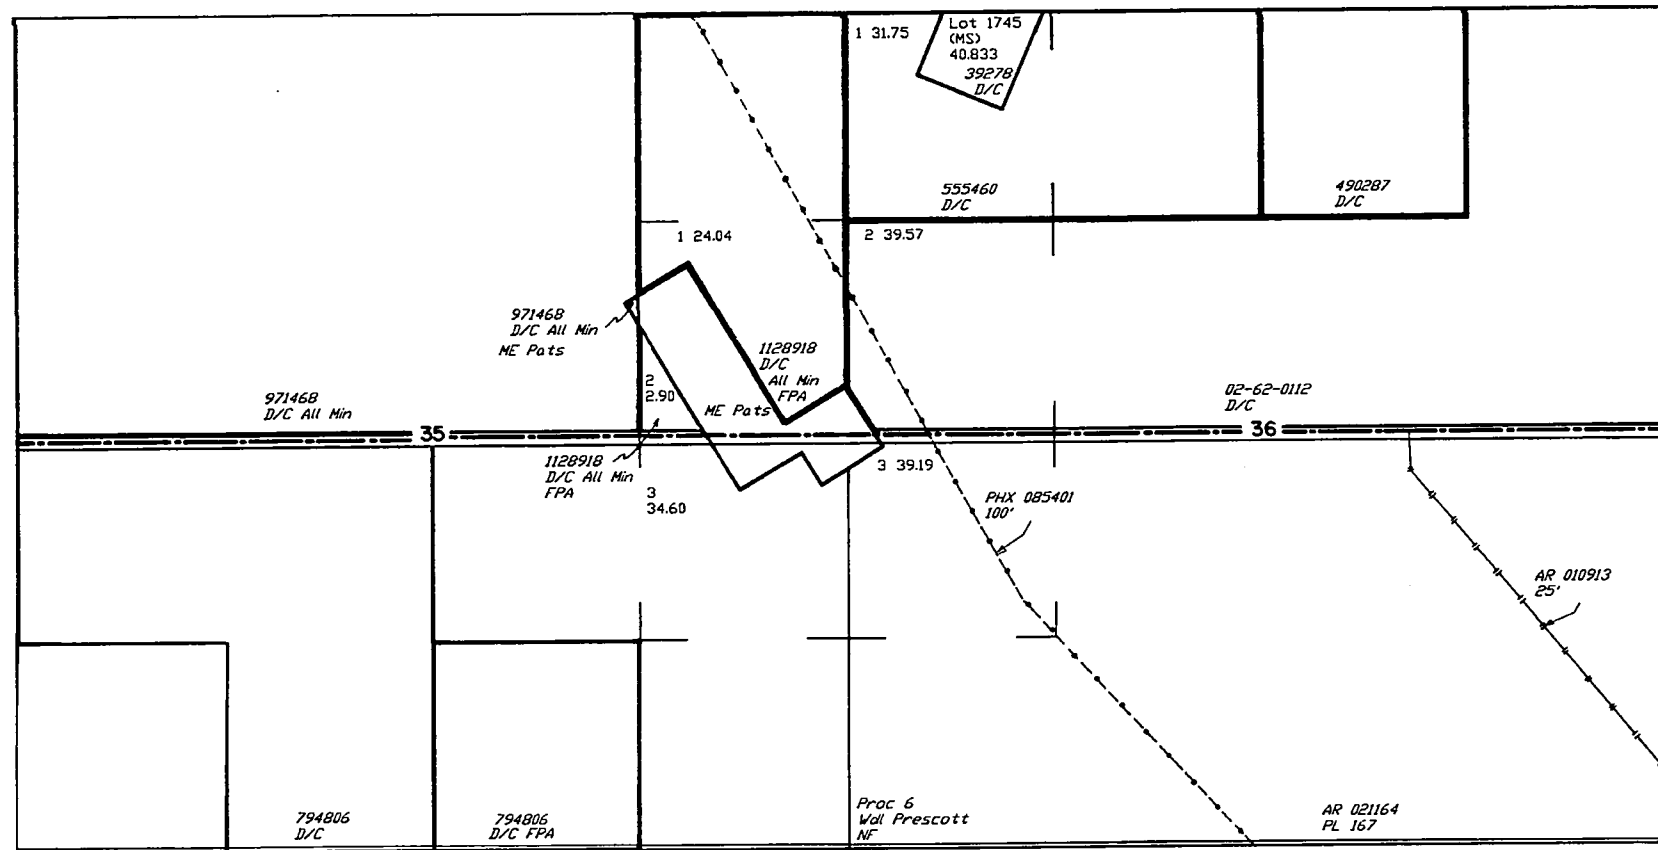 1 31.75
Lot 1745
(MS)
40.833
39278
D/C
555460
D/C
490287
D/C
1 24.04
2 39.57
971468
D/C All Min
ME Pats
1128918
D/C
All Min
FPA
2
2.90
ME Pats
971468
D/C All Min
02-62-0112
D/C
35
36
1128918
D/C All Min
FPA
3
34.60
3 39.19
PHX 085401
100'
AR 010913
25'
794806
D/C
794806
D/C FPA
Proc 6
Wdl Prescott
NF
AR 021164
PL 167